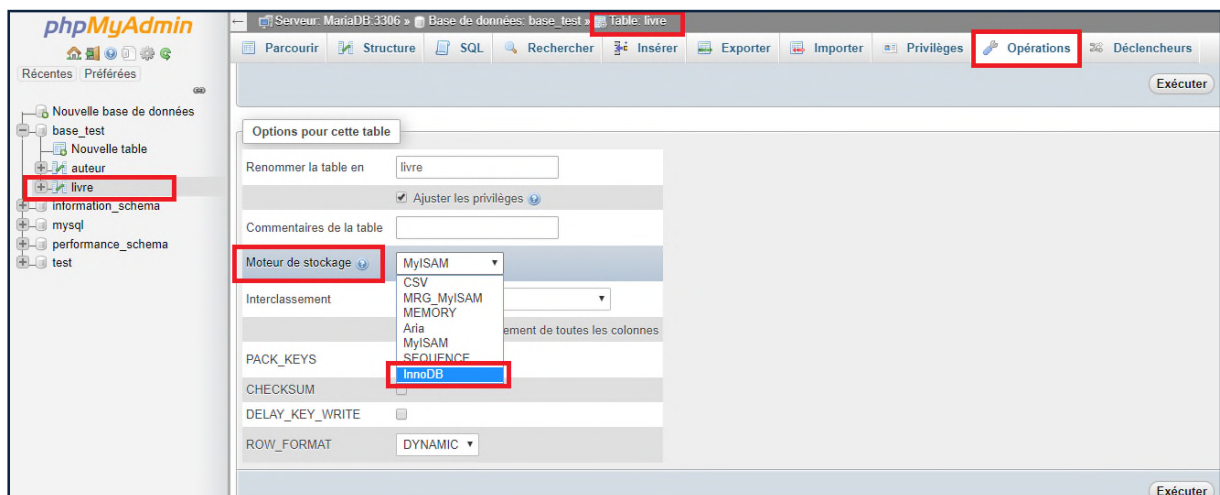 phpMyAdmin
Récentes Préférées
Nouvelle base de données
base_test
Nouvelle table
auteur
livre
information_schema
mysql
performance_schema
test
Serveur: MariaDB:3306 » Base de données: base_test » Table: livre
Parcourir Structure SQL Rechercher Insérer Exporter Importer Privilèges Opérations Déclencheurs
Exécuter
Options pour cette table
Renommer la table en livre
Ajuster les privilèges
Commentaires de la table
Moteur de stockage MyISAM
CSV
MRG_MyISAM
MEMORY
Aria
MyISAM
SEQUENCE
InnoDB
Interclassement
de toutes les colonnes
PACK_KEYS
CHECKSUM
DELAY_KEY_WRITE
ROW_FORMAT DYNAMIC
Exécuter